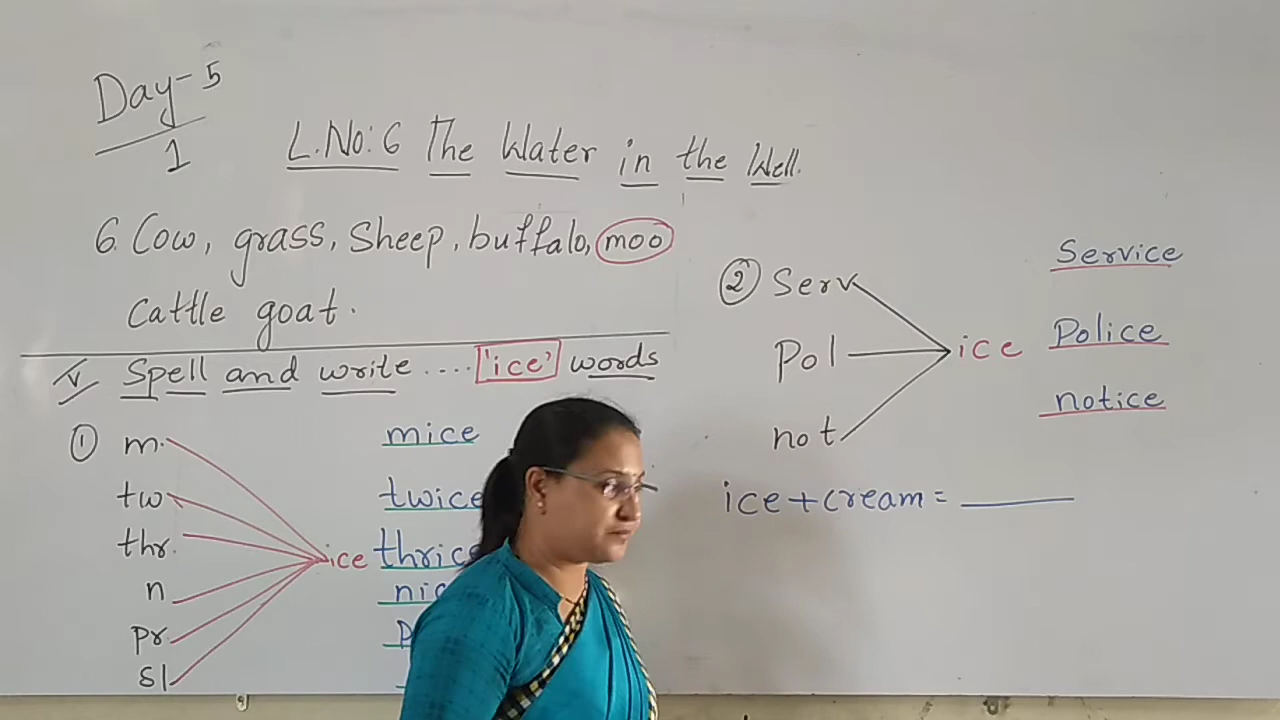 Day-5
1
L.No: 6 The Water in the Well.
6. Cow, grass, Sheep, buffalo, moo
Cattle goat.
V Spell and write .... 'ice' words
① m
tw
thr
n
pr
sl
ice
mice
twice
thrice
② Serv
Pol
not
ice
Service
Police
notice
ice + cream =